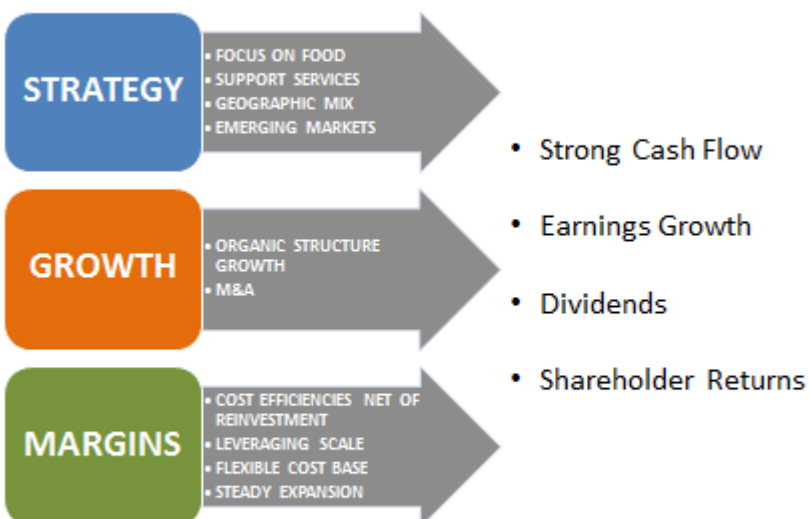 STRATEGY
• FOCUS ON FOOD
• SUPPORT SERVICES
• GEOGRAPHIC MIX
• EMERGING MARKETS
GROWTH
• ORGANIC STRUCTURE
GROWTH
• M&A
MARGINS
• COST EFFICIENCIES NET OF
REINVESTMENT
• LEVERAGING SCALE
• FLEXIBLE COST BASE
• STEADY EXPANSION
• Strong Cash Flow
• Earnings Growth
• Dividends
• Shareholder Returns